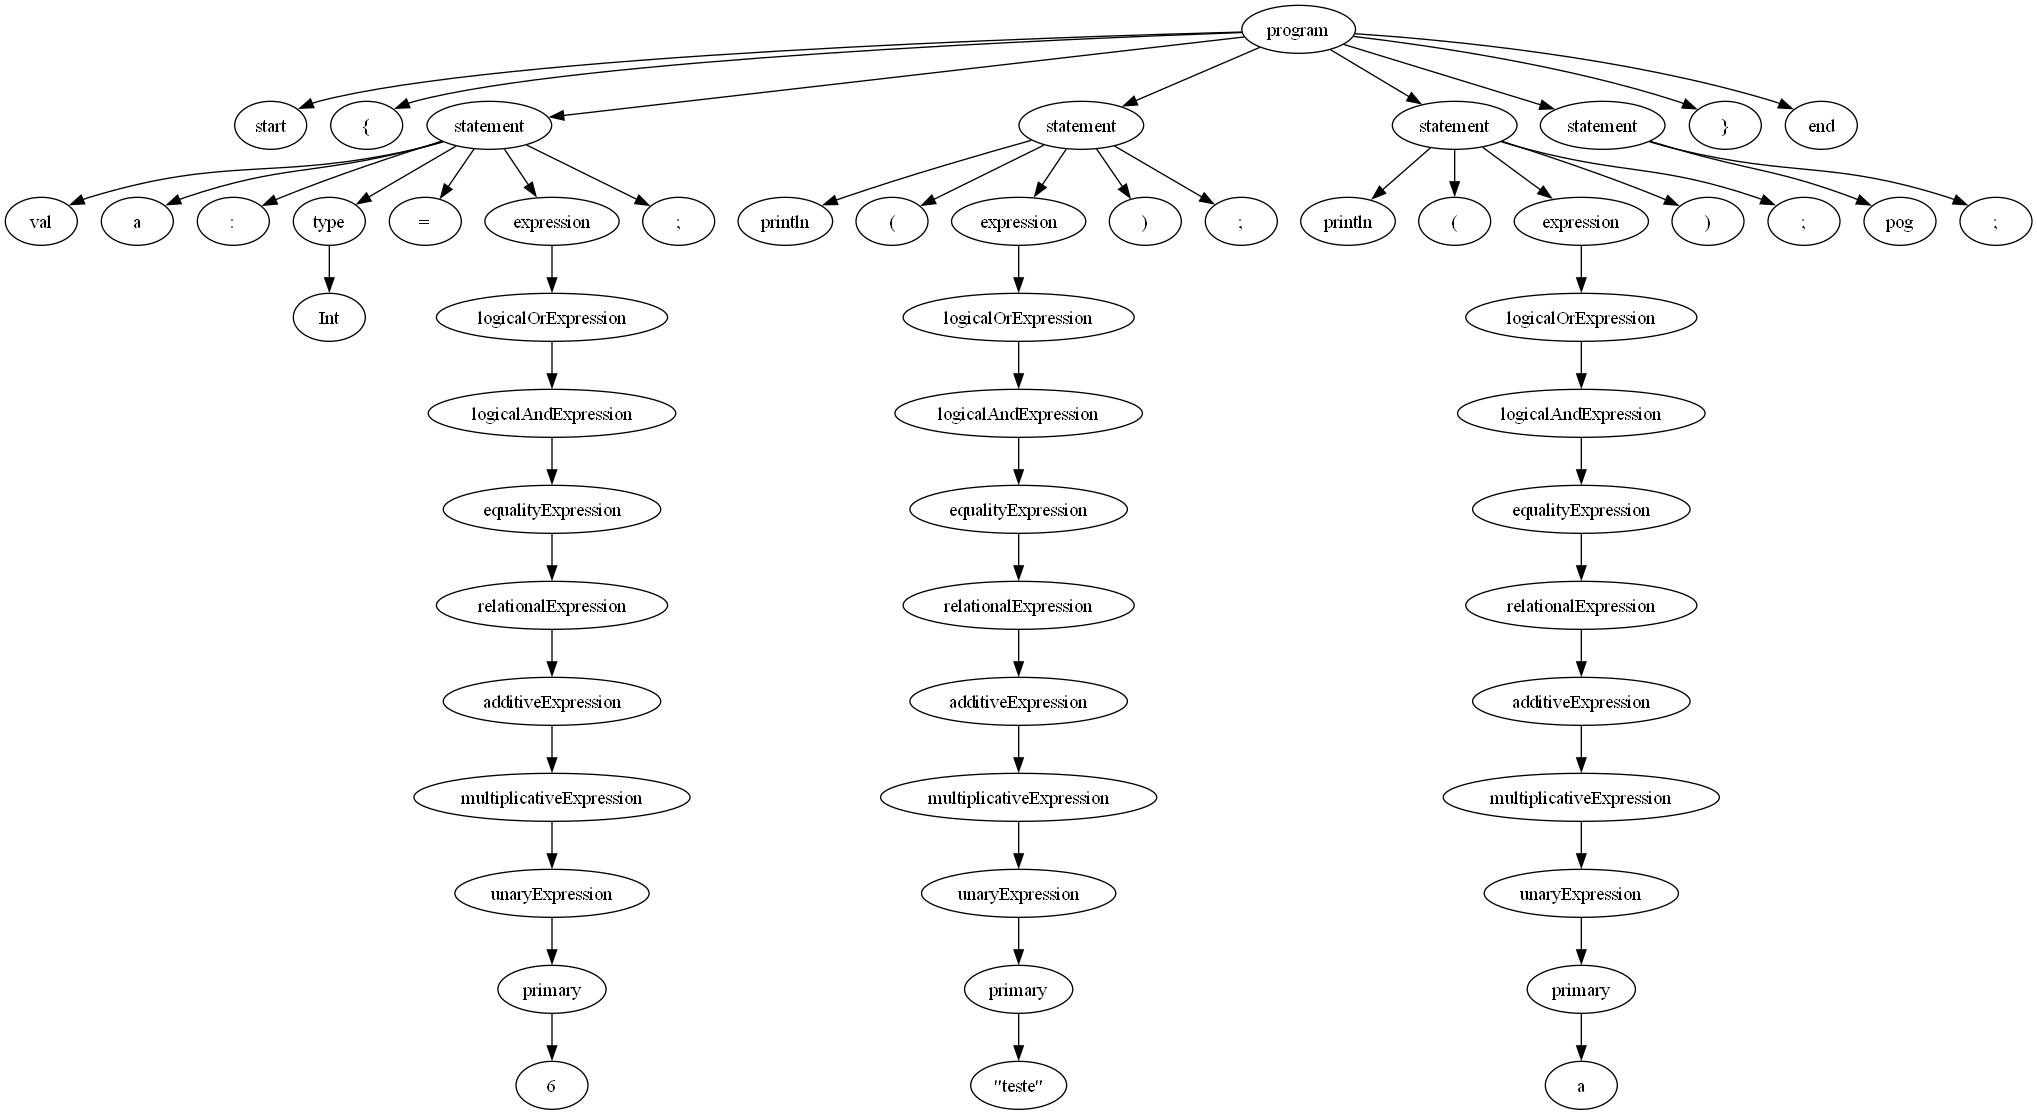 program
start { statement statement statement statement } end
val a : type = expression ; println ( expression ) ; println ( expression ) ; pog ;
Int logicalOrExpression logicalOrExpression logicalOrExpression
logicalAndExpression logicalAndExpression logicalAndExpression
equalityExpression equalityExpression equalityExpression
relationalExpression relationalExpression relationalExpression
additiveExpression additiveExpression additiveExpression
multiplicativeExpression multiplicativeExpression multiplicativeExpression
unaryExpression unaryExpression unaryExpression
primary primary primary
6 "teste" a